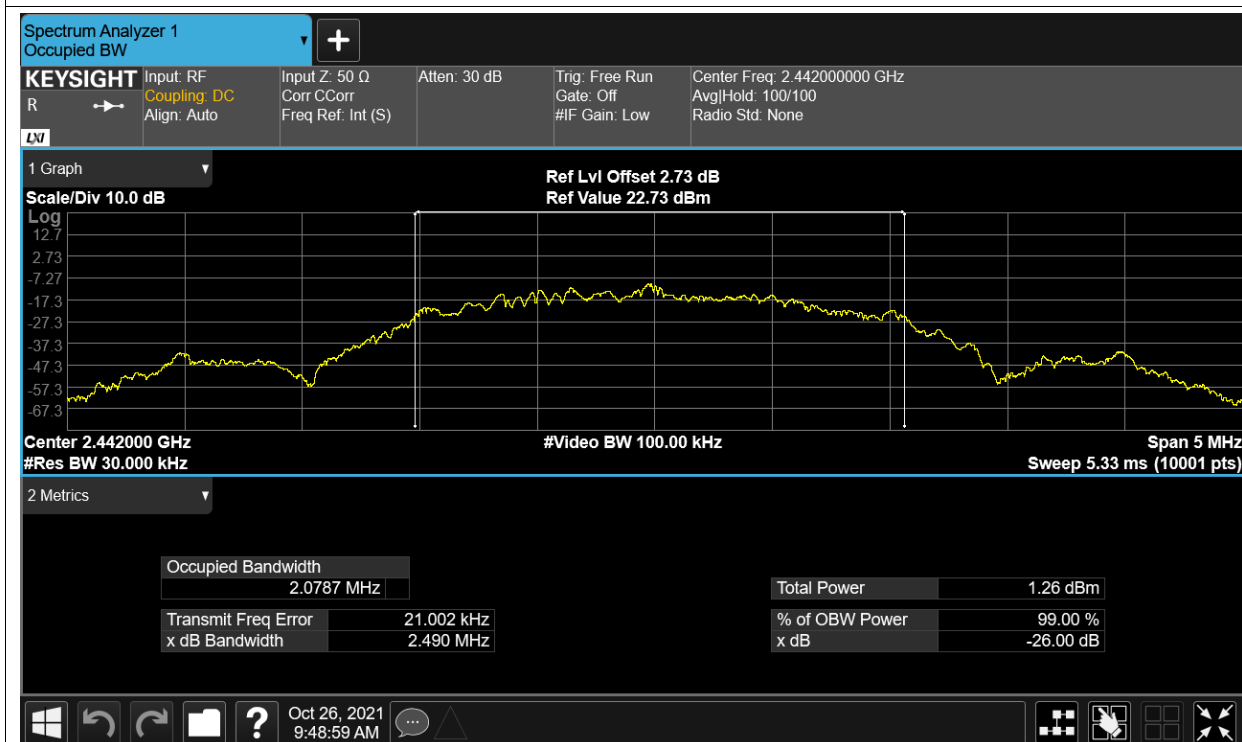 Spectrum Analyzer 1
Occupied BW
KEYSIGHT
R
LXI
Input: RF
Coupling: DC
Align: Auto
Input Z: 50 Ω
Corr CCorr
Freq Ref: Int (S)
Atten: 30 dB
Trig: Free Run
Gate: Off
#IF Gain: Low
Center Freq: 2.442000000 GHz
Avg|Hold: 100/100
Radio Std: None
1 Graph
Scale/Div 10.0 dB
Ref Lvl Offset 2.73 dB
Ref Value 22.73 dBm
Log
12.7
2.73
-7.27
-17.3
-27.3
-37.3
-47.3
-57.3
-67.3
Center 2.442000 GHz
#Video BW 100.00 kHz
Span 5 MHz
#Res BW 30.000 kHz
Sweep 5.33 ms (10001 pts)
2 Metrics
Occupied Bandwidth
2.0787 MHz
Total Power 1.26 dBm
Transmit Freq Error 21.002 kHz
% of OBW Power 99.00 %
x dB Bandwidth 2.490 MHz
x dB -26.00 dB
?
Oct 26, 2021
9:48:59 AM